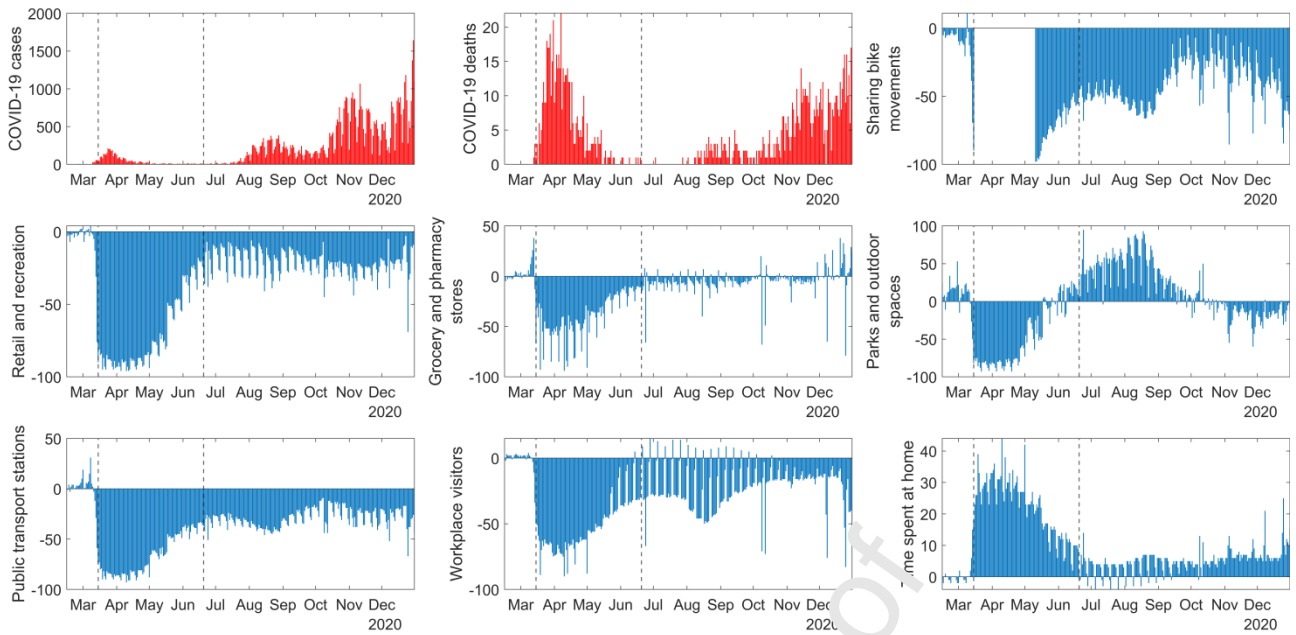 COVID-19 cases
2000
1500
1000
500
0
Mar Apr May Jun Jul Aug Sep Oct Nov Dec
2020
COVID-19 deaths
20
15
10
5
0
Mar Apr May Jun Jul Aug Sep Oct Nov Dec
2020
Sharing bike
movements
0
-50
-100
Mar Apr May Jun Jul Aug Sep Oct Nov Dec
2020
Retail and recreation
0
-50
-100
Mar Apr May Jun Jul Aug Sep Oct Nov Dec
2020
Grocery and pharmacy
stores
50
0
-50
-100
Mar Apr May Jun Jul Aug Sep Oct Nov Dec
2020
Parks and outdoor
spaces
100
50
0
-50
-100
Mar Apr May Jun Jul Aug Sep Oct Nov Dec
2020
Public transport stations
50
0
-50
-100
Mar Apr May Jun Jul Aug Sep Oct Nov Dec
2020
Workplace visitors
0
-50
-100
Mar Apr May Jun Jul Aug Sep Oct Nov Dec
2020
spent at home
40
30
20
10
0
Mar Apr May Jun Jul Aug Sep Oct Nov Dec
2020